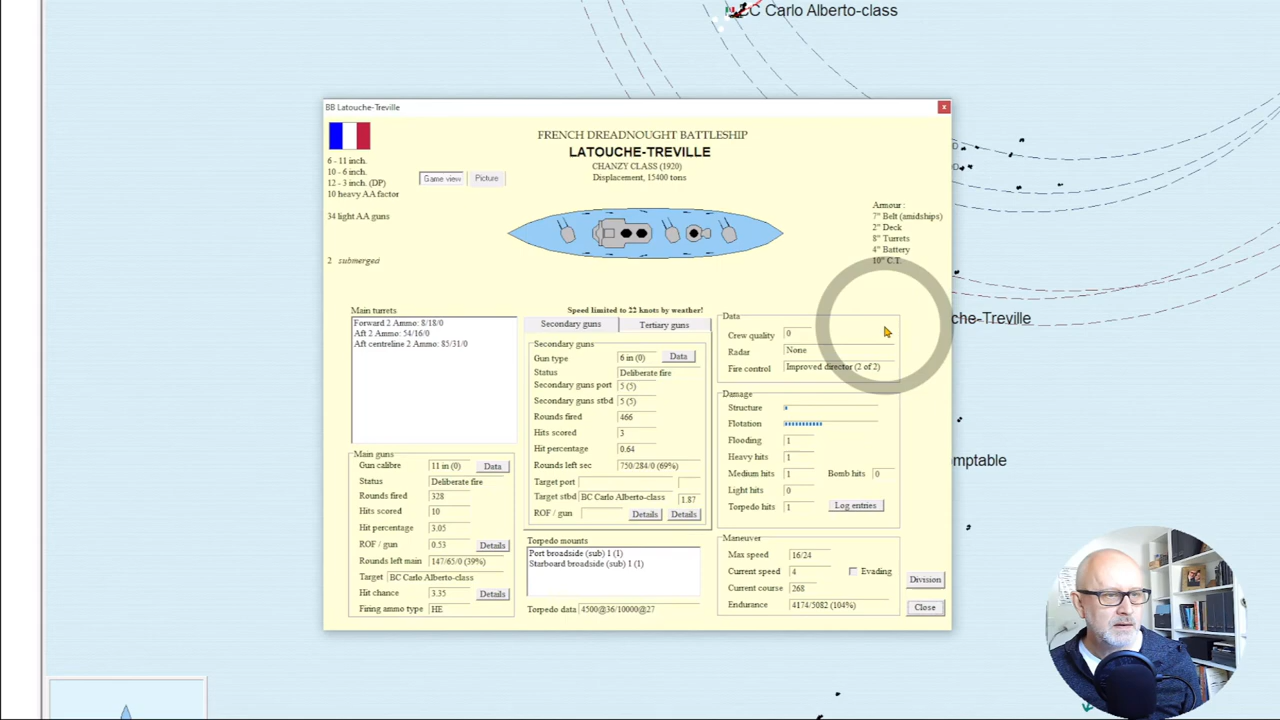 BC Carlo Alberto-class
BB Latouche-Treville
FRENCH DREADNOUGHT BATTLESHIP
LATOUCHE-TREVILLE
CHANZY CLASS (1920)
Displacement, 15400 tons
6 - 11 inch.
10 - 6 inch.
12 - 3 inch. (DP)
10 heavy AA factor
34 light AA guns
2 submerged
Game view
Picture
Armour :
7" Belt (amidships)
2" Deck
8" Turrets
4" Battery
10" C.T.
che-Treville
mptable
Main turrets
Forward 2 Ammo: 8/18/0
Aft 2 Ammo: 54/16/0
Aft centreline 2 Ammo: 85/31/0
Main guns
Gun calibre 11 in (0) Data
Status Deliberate fire
Rounds fired 328
Hits scored 10
Hit percentage 3.05
ROF / gun 0.53 Details
Rounds left main 147/65/0 (39%)
Target BC Carlo Alberto-class
Hit chance 3.35 Details
Firing ammo type HE
Speed limited to 22 knots by weather!
Secondary guns Tertiary guns
Secondary guns
Gun type 6 in (0) Data
Status Deliberate fire
Secondary guns port 5 (5)
Secondary guns stbd 5 (5)
Rounds fired 466
Hits scored 3
Hit percentage 0.64
Rounds left sec 750/284/0 (69%)
Target port
Target stbd BC Carlo Alberto-class 1.87
ROF / gun Details Details
Torpedo mounts
Port broadside (sub) 1 (1)
Starboard broadside (sub) 1 (1)
Torpedo data 4500@36/10000@27
Data
Crew quality 0
Radar None
Fire control Improved director (2 of 2)
Damage
Structure
Flotation
Flooding 1
Heavy hits 1
Medium hits 1 Bomb hits 0
Light hits 0
Torpedo hits 1 Log entries
Maneuver
Max speed 16/24
Current speed 4 Evading
Current course 268
Endurance 4174/5082 (104%)
Division
Close